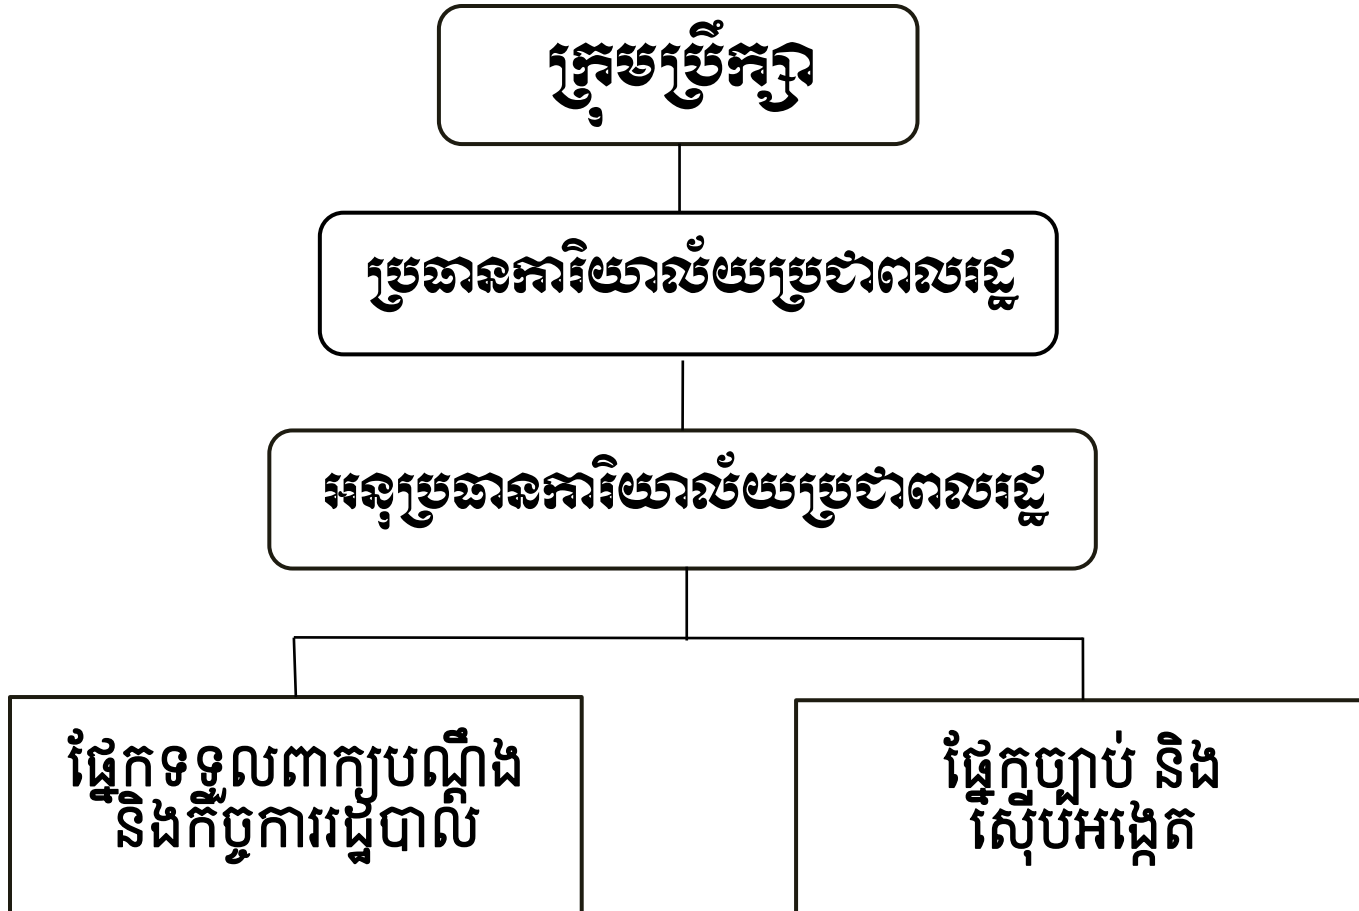 ក្រុមប្រឹក្សា
ប្រធានការិយាល័យប្រជាពលរដ្ឋ
អនុប្រធានការិយាល័យប្រជាពលរដ្ឋ
ផ្នែកទទួលពាក្យបណ្តឹង
និងកិច្ចការរដ្ឋបាល
ផ្នែកច្បាប់ និង
ស៊ើបអង្កេត